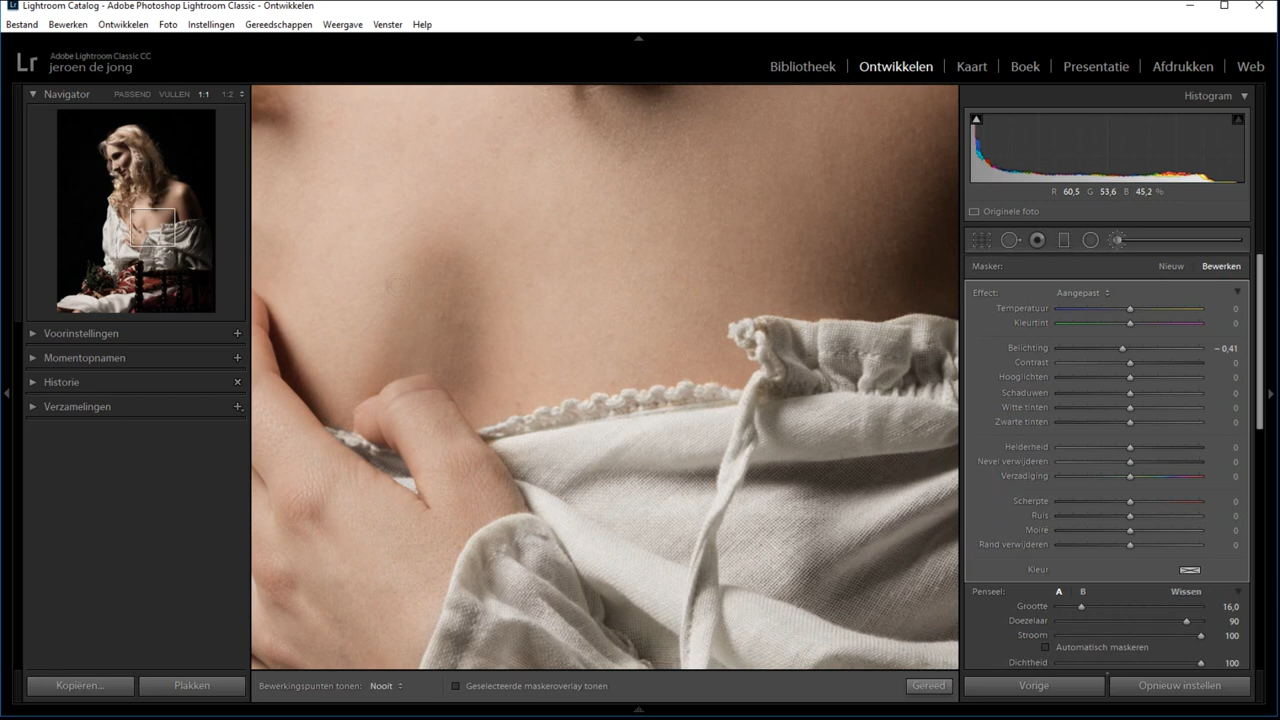 Lightroom Catalog - Adobe Photoshop Lightroom Classic - Ontwikkelen
Bestand Bewerken Ontwikkelen Foto Instellingen Gereedschappen Weergave Venster Help
Lr
Adobe Lightroom Classic CC
jeroen de jong
Bibliotheek Ontwikkelen Kaart Boek Presentatie Afdrukken Web
Navigator PASSEND VULLEN 1:1 1:2
Voorinstellingen
Momentopnamen
Historie
Verzamelingen
Kopiëren... Plakken
Bewerkingspunten tonen: Nooit Geselecteerde maskeroverlay tonen Gereed
Histogram
R 60,5 G 53,6 B 45,2 %
Originele foto
Masker: Nieuw Bewerken
Effect: Aangepast
Temperatuur 0
Kleurtint 0
Belichting – 0,41
Contrast 0
Hooglichten 0
Schaduwen 0
Witte tinten 0
Zwarte tinten 0
Helderheid 0
Nevel verwijderen 0
Verzadiging 0
Scherpte 0
Ruis 0
Moiré 0
Rand verwijderen 0
Kleur
Penseel: A B Wissen
Grootte 16,0
Doezelaar 90
Stroom 100
Automatisch maskeren
Dichtheid 100
Vorige Opnieuw instellen